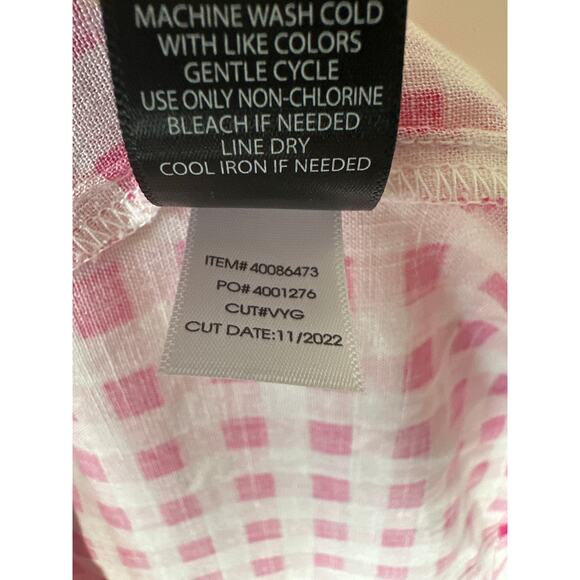 MACHINE WASH COLD
WITH LIKE COLORS
GENTLE CYCLE
USE ONLY NON-CHLORINE
BLEACH IF NEEDED
LINE DRY
COOL IRON IF NEEDED
ITEM# 40086473
PO# 4001276
CUT#VYG
CUT DATE:11/2022